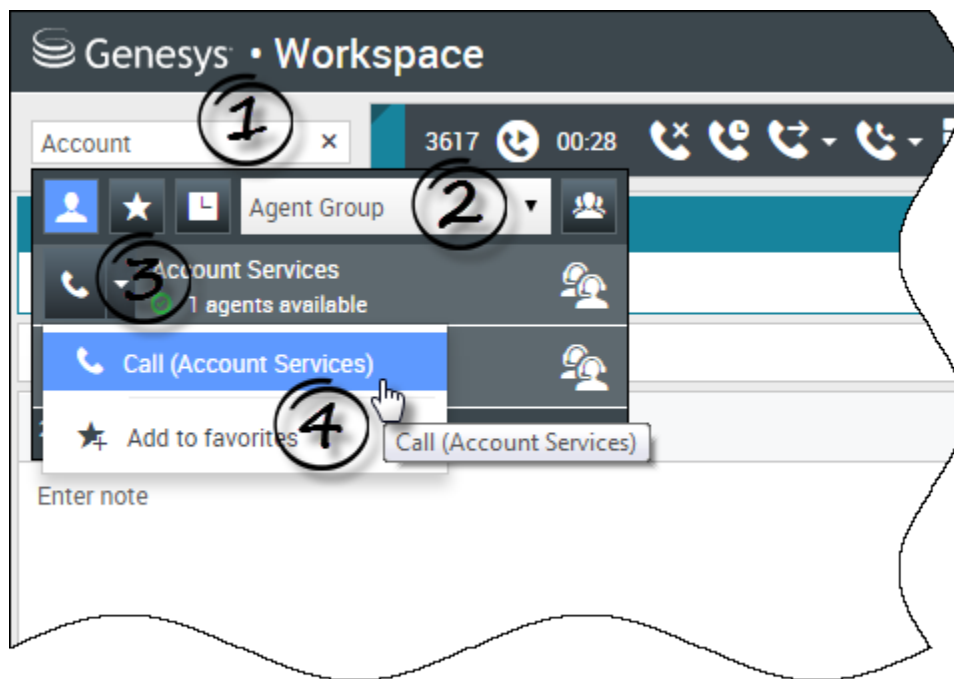 Genesys • Workspace
1
Account ×
3617 00:28
Agent Group 2
3
Account Services
1 agents available
Call (Account Services)
4
Add to favorites
Call (Account Services)
Enter note